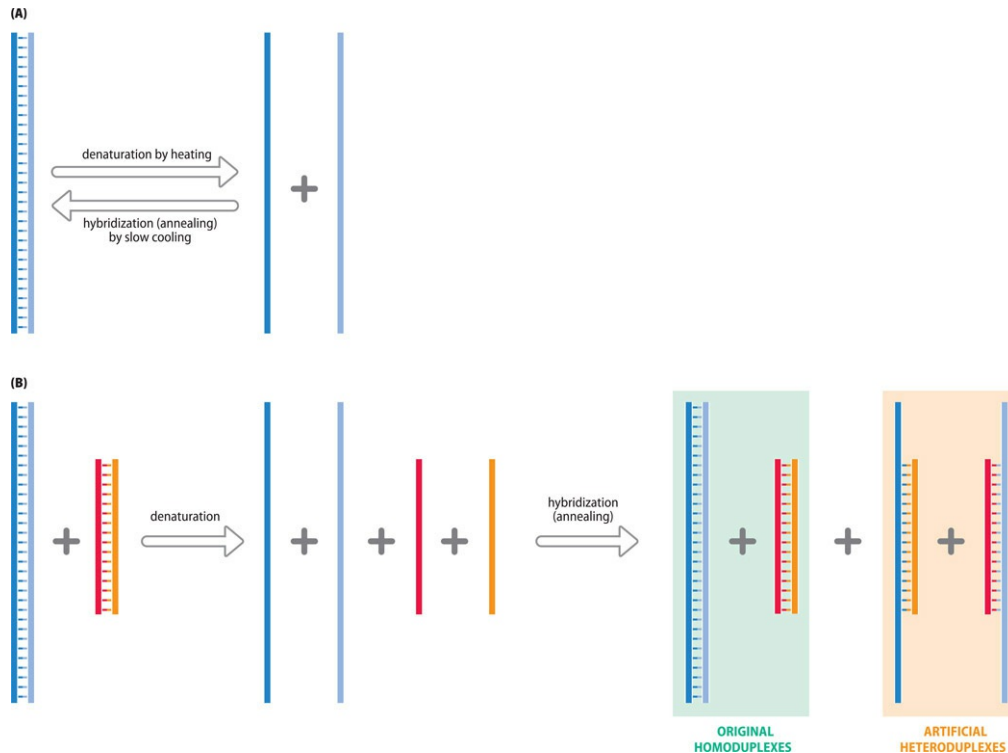 (A)
denaturation by heating
hybridization (annealing)
by slow cooling
(B)
denaturation
hybridization
(annealing)
ORIGINAL
HOMODUPLEXES
ARTIFICIAL
HETERODUPLEXES